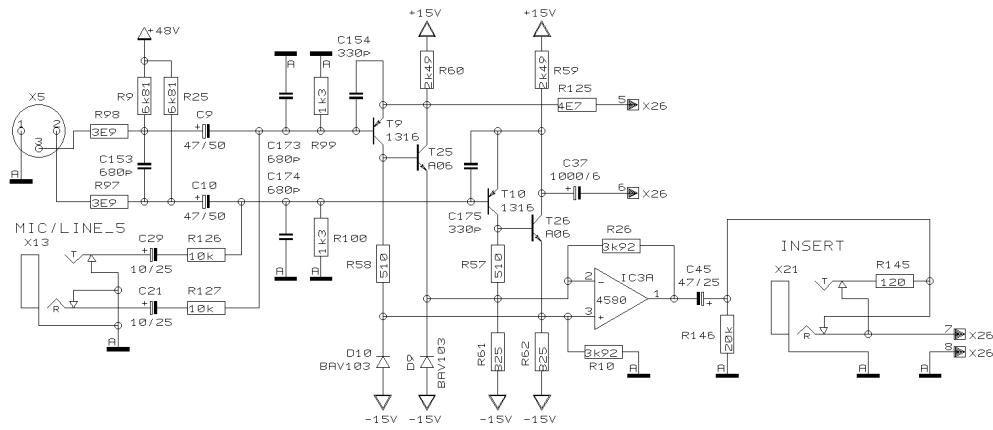 +15V
+15V
+48V
C154
330p
R60
R59
2k49
2k49
X5
R9
R25
6k81
6k81
A
A
1k3
R125
4E7
5
X26
R98
3E9
C9
+
47/50
1
2
3
T9
1316
T25
A06
C173
680p
R99
C153
680p
C37
1000/6
+
6
X26
A
R97
3E9
C10
+
47/50
C174
680p
T10
1316
C175
330p
T26
A06
MIC/LINE_5
X13
C29
+
10/25
R126
10k
T
1k3
R100
R58
510
R57
510
R26
3k92
INSERT
A
A
IC3A
2
-
4580
1
3
+
C45
47/25
+
X21
T
R145
120
C21
+
10/25
R127
10k
R
R
A
R146
20k
7
X26
8
X26
D10
BAV103
D9
BAV103
R61
825
R62
825
3k92
R10
A
A
A
A
-15V
-15V
-15V
-15V